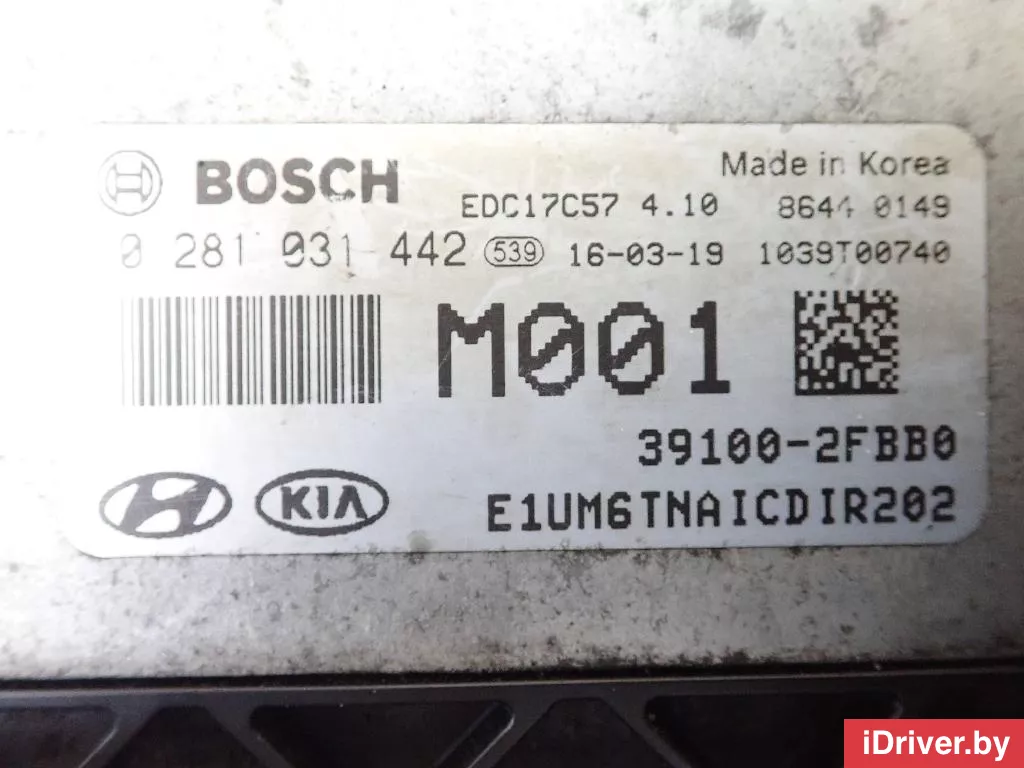 BOSCH
Made in Korea
EDC17C57 4.10 8644 0149
0 281 031 442 539 16-03-19 1039T00740
M001
39100-2FBB0
KIA E1UM6TNAICDIR202
iDriver.by